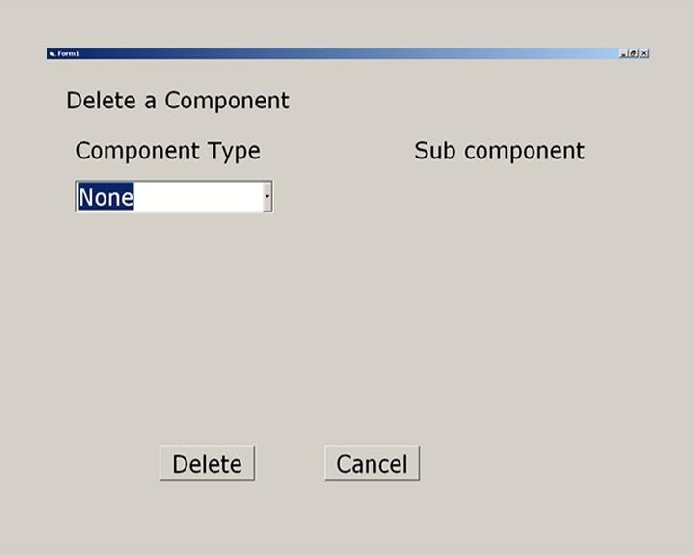 Form1
Delete a Component
Component Type Sub component
None
Delete Cancel